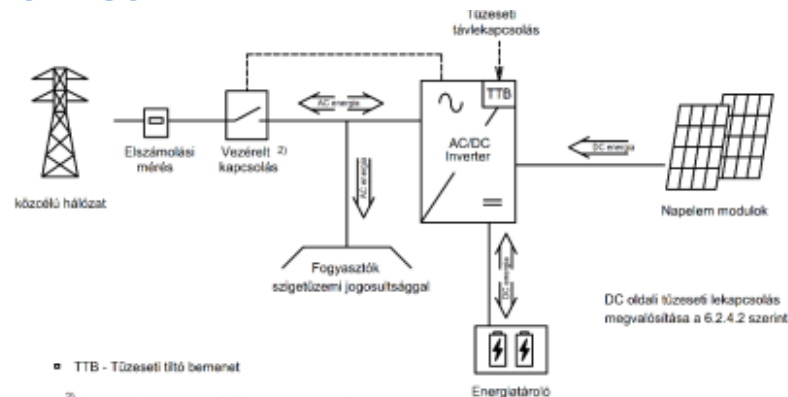 Tűzeseti
távlekapcsolás
TTB
AC energia
AC/DC
Inverter
DC energia
Elszámolási
mérés
Vezérelt 2)
kapcsolás
AC energia
közcélú hálózat
Napelem modulok
Fogyasztók
szigetüzemi jogosultsággal
DC energia
DC oldali tűzeseti lekapcsolás
megvalósítása a 6.2.4.2 szerint
TTB - Tűzeseti tiltó bemenet
2)
Energiatároló